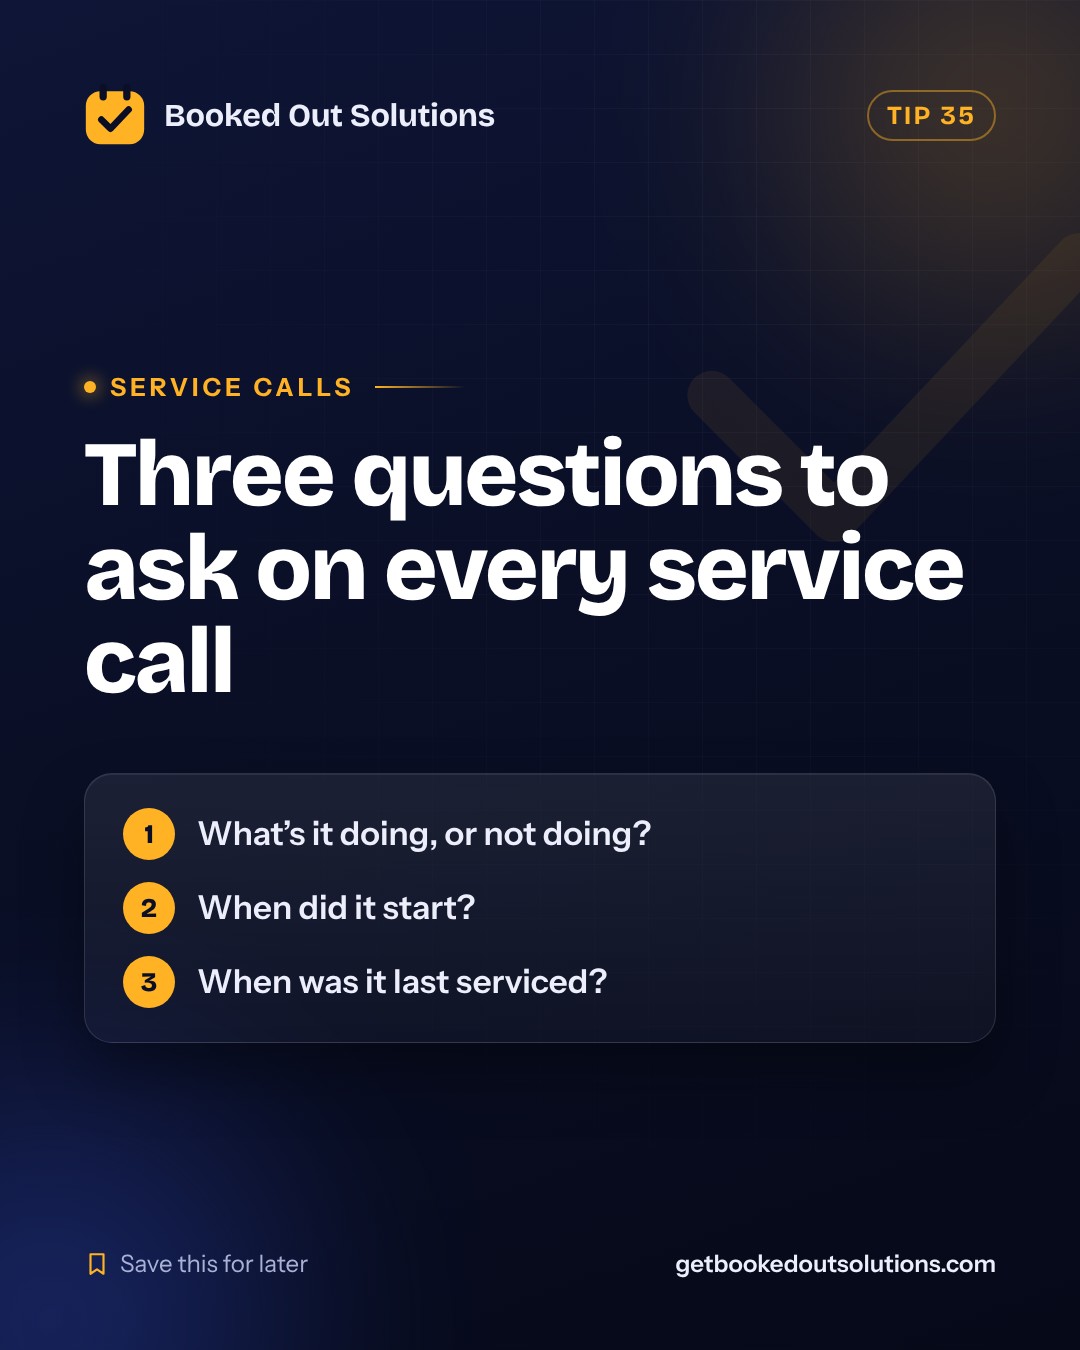 Booked Out Solutions
TIP 35
SERVICE CALLS
Three questions to
ask on every service
call
1 What’s it doing, or not doing?
2 When did it start?
3 When was it last serviced?
Save this for later
getbookedoutsolutions.com